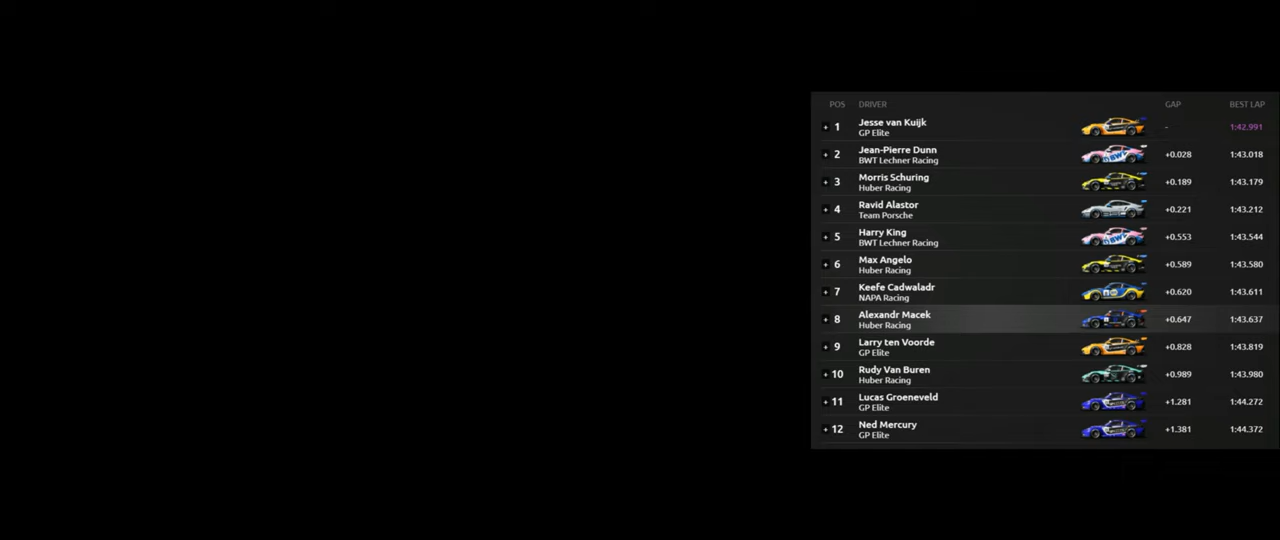 POS DRIVER GAP BEST LAP
+ 1 Jesse van Kuijk - 1:42.991
GP Elite
+ 2 Jean-Pierre Dunn +0.028 1:43.018
BWT Lechner Racing
+ 3 Morris Schuring +0.189 1:43.179
Huber Racing
+ 4 Ravid Alastor +0.221 1:43.212
Team Porsche
+ 5 Harry King +0.553 1:43.544
BWT Lechner Racing
+ 6 Max Angelo +0.589 1:43.580
Huber Racing
+ 7 Keefe Cadwaladr +0.620 1:43.611
NAPA Racing
+ 8 Alexandr Macek +0.647 1:43.637
Huber Racing
+ 9 Larry ten Voorde +0.828 1:43.819
GP Elite
+ 10 Rudy Van Buren +0.989 1:43.980
Huber Racing
+ 11 Lucas Groeneveld +1.281 1:44.272
GP Elite
+ 12 Ned Mercury +1.381 1:44.372
GP Elite